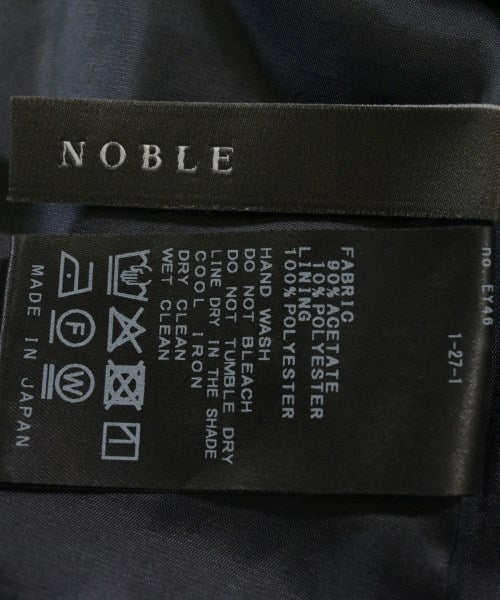 NOBLE
FABRIC
90% ACETATE
10% POLYESTER
LINING
100% POLYESTER
HAND WASH
DO NOT BLEACH
DO NOT TUMBLE DRY
LINE DRY IN THE SHADE
COOL IRON
DRY CLEAN
WET CLEAN
F
W
MADE IN JAPAN
1-27-1